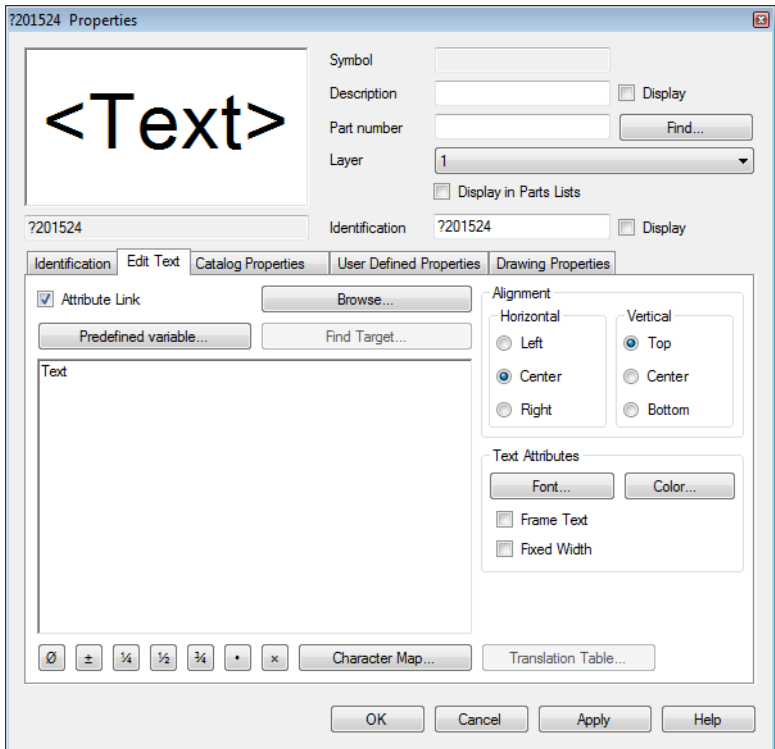 ?201524 Properties
<Text>
Symbol
Description
Display
Part number
Find...
Layer
1
Display in Parts Lists
?201524
Identification
?201524
Display
Identification
Edit Text
Catalog Properties
User Defined Properties
Drawing Properties
Attribute Link
Browse...
Predefined variable...
Find Target...
Text
Alignment
Horizontal
Left
Center
Right
Vertical
Top
Center
Bottom
Text Attributes
Font...
Color...
Frame Text
Fixed Width
Ø
±
¼
½
¾
•
×
Character Map...
Translation Table...
OK
Cancel
Apply
Help